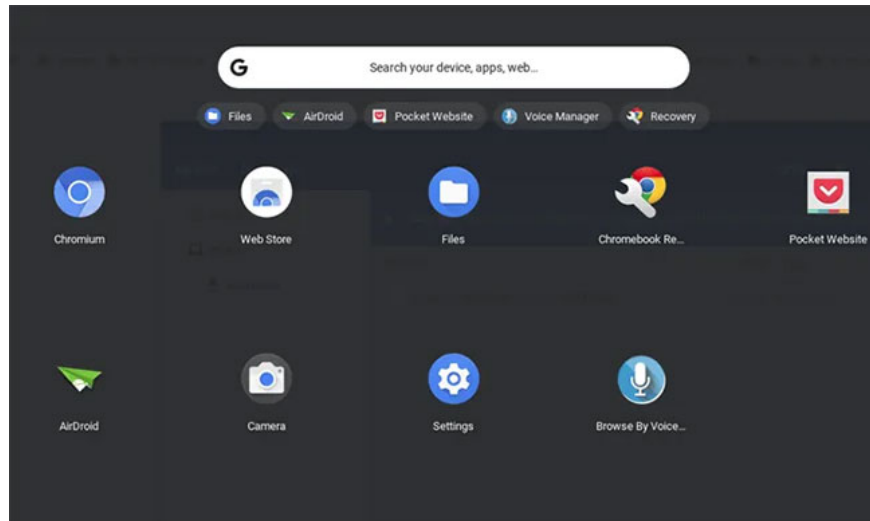 G
Search your device, apps, web...
Files
AirDroid
Pocket Website
Voice Manager
Recovery
Chromium
Web Store
Files
Chromebook Re...
Pocket Website
AirDroid
Camera
Settings
Browse By Voice...